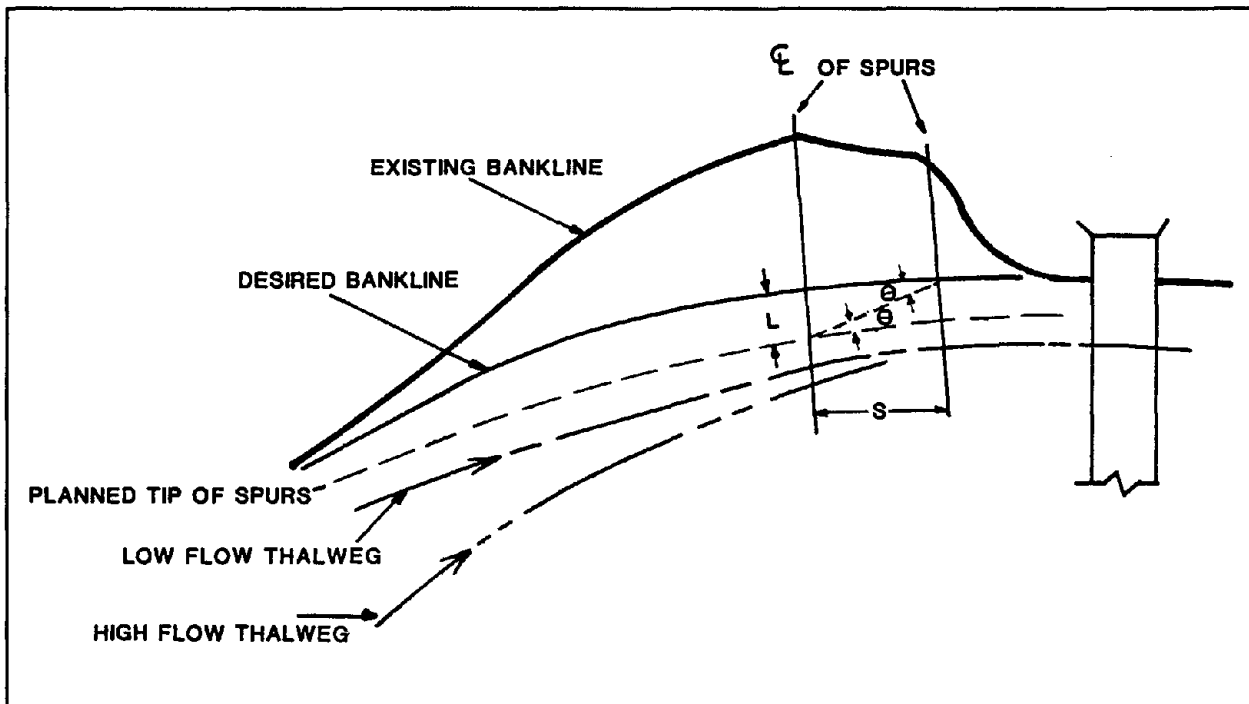 ℄ OF SPURS
EXISTING BANKLINE
DESIRED BANKLINE
L
θ
θ
S
PLANNED TIP OF SPURS
LOW FLOW THALWEG
HIGH FLOW THALWEG